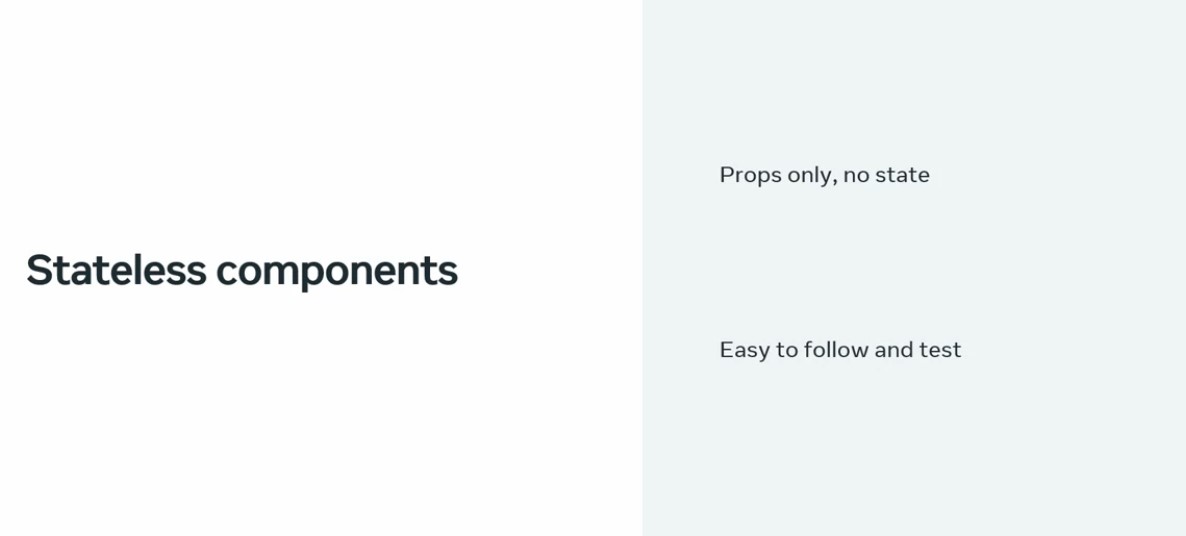 Stateless components
Props only, no state
Easy to follow and test